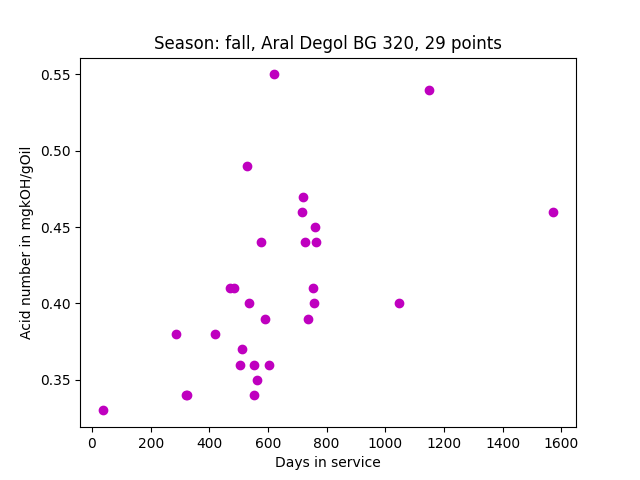 Season: fall, Aral Degol BG 320, 29 points
Acid number in mgkOH/gOil
0.55
0.50
0.45
0.40
0.35
0 200 400 600 800 1000 1200 1400 1600
Days in service